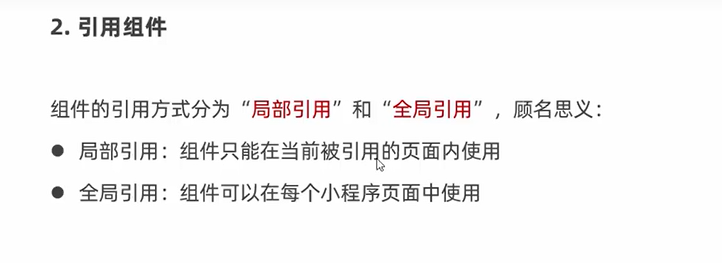 2. 引用组件
组件的引用方式分为“局部引用”和“全局引用”，顾名思义：
● 局部引用：组件只能在当前被引用的页面内使用
● 全局引用：组件可以在每个小程序页面中使用